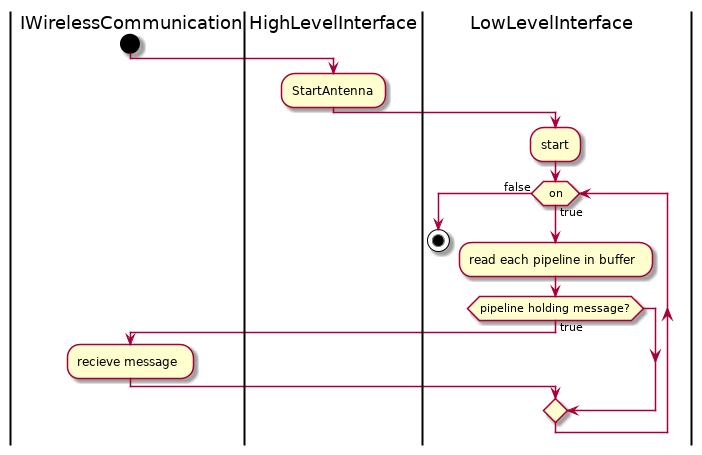 IWirelessCommunication
HighLevelInterface
LowLevelInterface
StartAntenna
start
false
on
true
read each pipeline in buffer
pipeline holding message?
true
recieve message